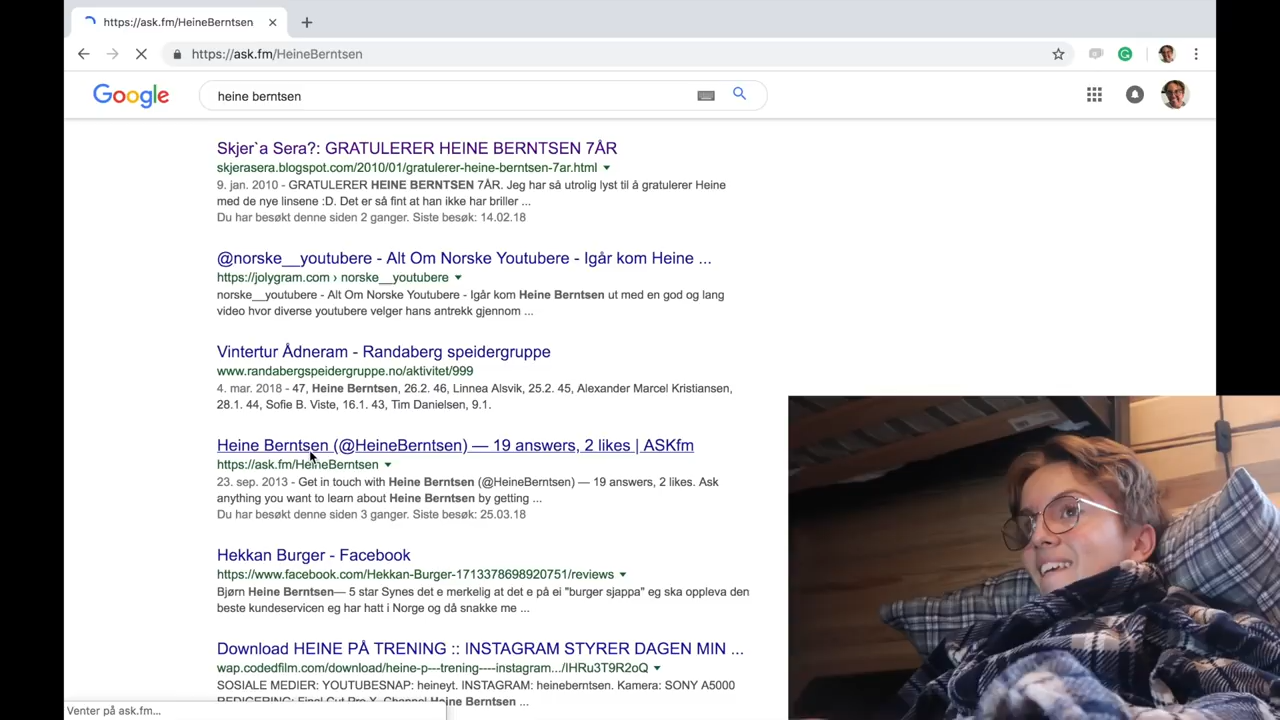 https://ask.fm/HeineBerntsen
https://ask.fm/HeineBerntsen
Google
heine berntsen
Skjer`a Sera?: GRATULERER HEINE BERNTSEN 7ÅR
skjerasera.blogspot.com/2010/01/gratulerer-heine-berntsen-7ar.html
9. jan. 2010 - GRATULERER HEINE BERNTSEN 7ÅR. Jeg har så utrolig lyst til å gratulerer Heine
med de nye linsene :D. Det er så fint at han ikke har briller ...
Du har besøkt denne siden 2 ganger. Siste besøk: 14.02.18
@norske__youtubere - Alt Om Norske Youtubere - Igår kom Heine ...
https://jolygram.com › norske__youtubere
norske__youtubere - Alt Om Norske Youtubere - Igår kom Heine Berntsen ut med en god og lang
video hvor diverse youtubere velger hans antrekk gjennom ...
Vintertur Ådneram - Randaberg speidergruppe
www.randabergspeidergruppe.no/aktivitet/999
4. mar. 2018 - 47, Heine Berntsen, 26.2. 46, Linnea Alsvik, 25.2. 45, Alexander Marcel Kristiansen,
28.1. 44, Sofie B. Viste, 16.1. 43, Tim Danielsen, 9.1.
Heine Berntsen (@HeineBerntsen) — 19 answers, 2 likes | ASKfm
https://ask.fm/HeineBerntsen
23. sep. 2013 - Get in touch with Heine Berntsen (@HeineBerntsen) — 19 answers, 2 likes. Ask
anything you want to learn about Heine Berntsen by getting ...
Du har besøkt denne siden 3 ganger. Siste besøk: 25.03.18
Hekkan Burger - Facebook
https://www.facebook.com/Hekkan-Burger-1713378698920751/reviews
Bjørn Heine Berntsen— 5 star Synes det e merkelig at det e på ei "burger sjappa" eg ska oppleva den
beste kundeservicen eg har hatt i Norge og då snakke me ...
Download HEINE PÅ TRENING :: INSTAGRAM STYRER DAGEN MIN ...
wap.codedfilm.com/download/heine-p---trening----instagram.../IHRu3T9R2oQ
SOSIALE MEDIER: YOUTUBESNAP: heineyt. INSTAGRAM: heineberntsen. Kamera: SONY A5000
REDIGERING: Final Cut Pro X. Channel Heine Berntsen ...
Venter på ask.fm...